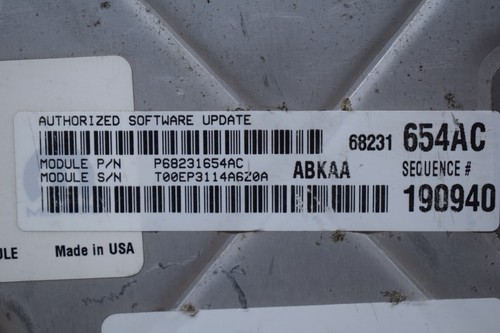 AUTHORIZED SOFTWARE UPDATE
68231 654AC
MODULE P/N P68231654AC
MODULE S/N T00EP3114A6Z0A
ABKAA SEQUENCE #
190940
Made in USA